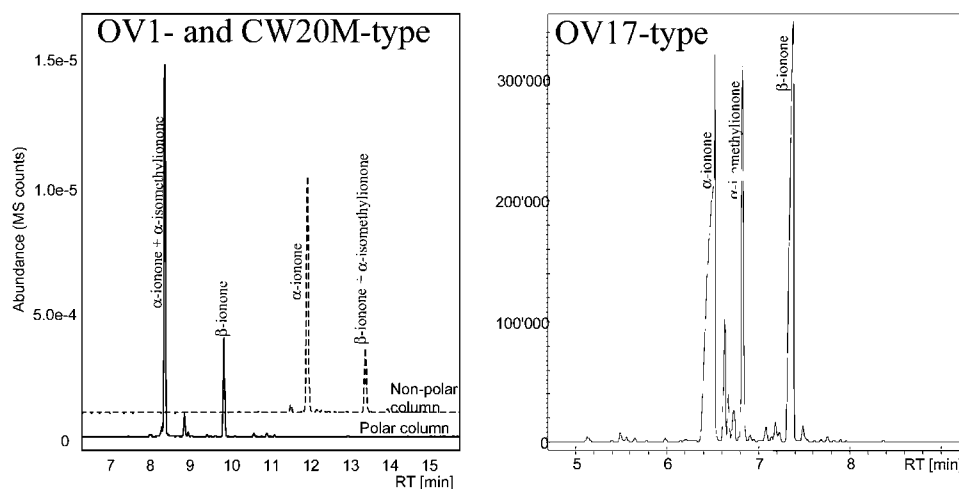 OV1- and CW20M-type
1.5e-5
1.0e-5
5.0e-4
0
Abundance (MS counts)
α-ionone + α-isomethylionone
β-ionone
α-ionone
β-ionone + α-isomethylionone
Non-polar
column
Polar column
7 8 9 10 11 12 13 14 15
RT [min]
OV17-type
300'000
200'000
100'000
0
α-ionone
β-ionone
5 6 7 8 RT [min]